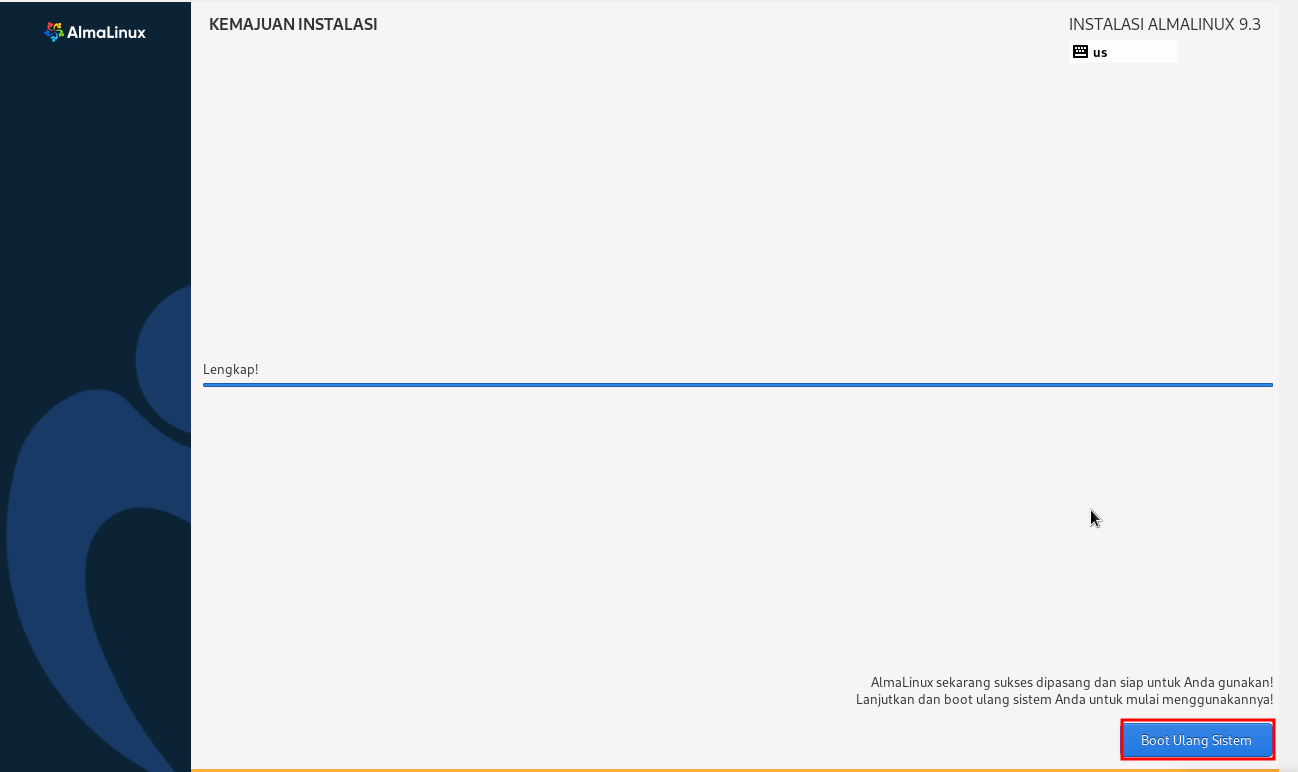 AlmaLinux
KEMAJUAN INSTALASI
INSTALASI ALMALINUX 9.3
us
Lengkap!
AlmaLinux sekarang sukses dipasang dan siap untuk Anda gunakan!
Lanjutkan dan boot ulang sistem Anda untuk mulai menggunakannya!
Boot Ulang Sistem